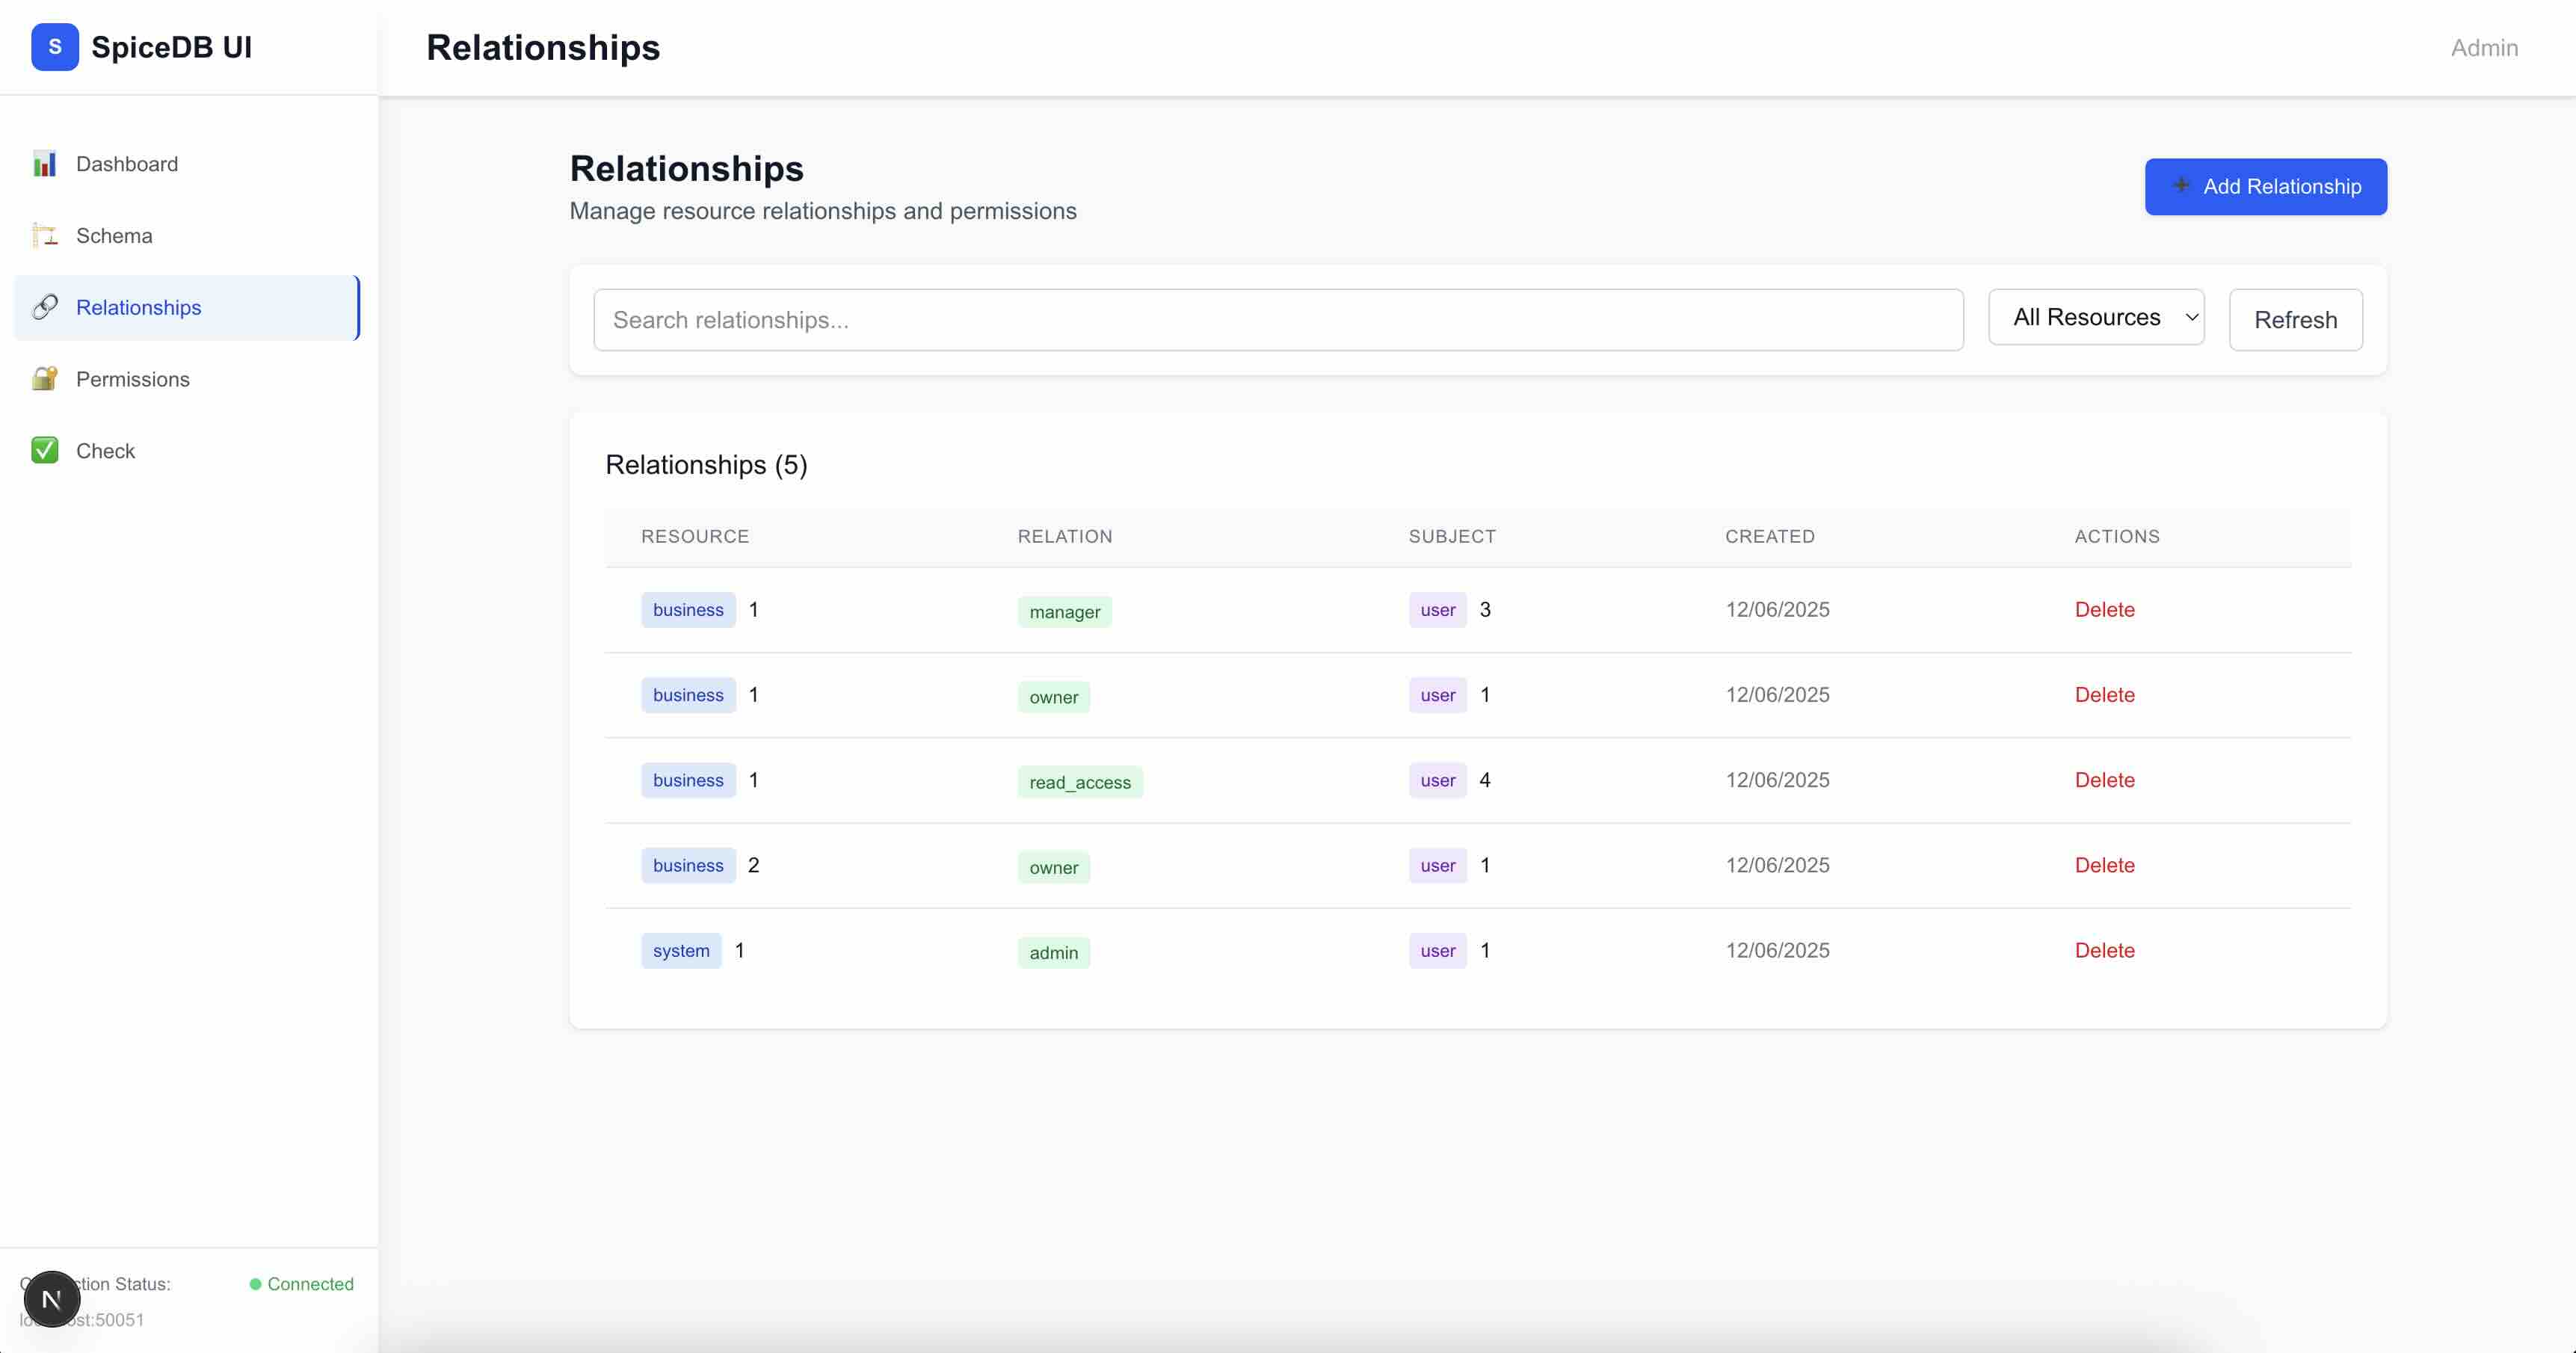 S SpiceDB UI
Relationships
Admin
Dashboard
Schema
Relationships
Permissions
Check
Relationships
Manage resource relationships and permissions
Add Relationship
Search relationships...
All Resources
Refresh
Relationships (5)
RESOURCE RELATION SUBJECT CREATED ACTIONS
business 1 manager user 3 12/06/2025 Delete
business 1 owner user 1 12/06/2025 Delete
business 1 read_access user 4 12/06/2025 Delete
business 2 owner user 1 12/06/2025 Delete
system 1 admin user 1 12/06/2025 Delete
Status: Connected
N
:50051